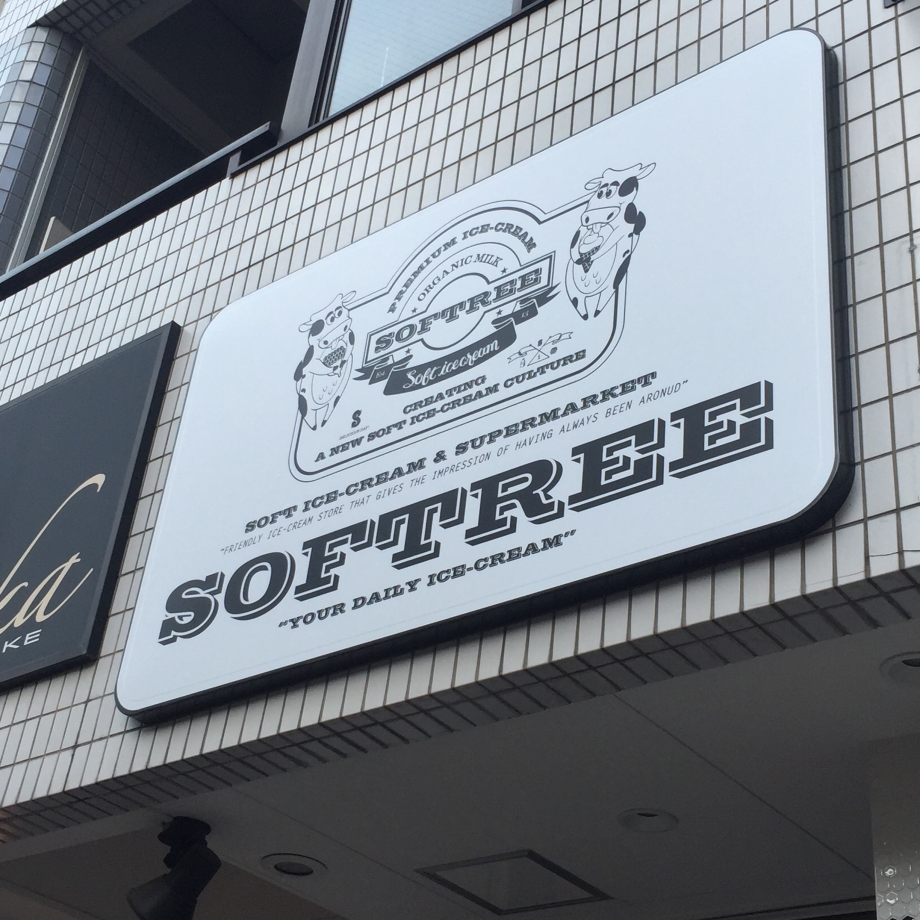 PREMIUM ICE-CREAM
ORGANIC MILK
SOFTREE
Soft icecream
S
CREATING
A NEW SOFT ICE-CREAM CULTURE
SOFT ICE-CREAM & SUPERMARKET
"FRIENDLY ICE-CREAM STORE THAT GIVES THE IMPRESSION OF HAVING ALWAYS BEEN ARONUD"
SOFTREE
"YOUR DAILY ICE-CREAM"
ka
KE